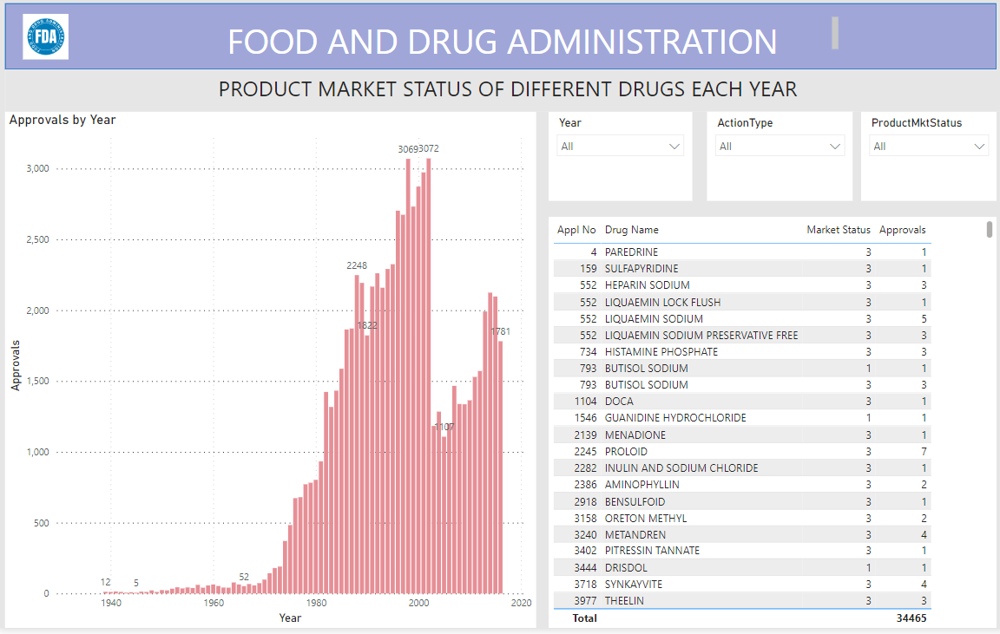 FDA
FOOD AND DRUG ADMINISTRATION
PRODUCT MARKET STATUS OF DIFFERENT DRUGS EACH YEAR
Approvals by Year
Approvals
3,000
2,500
2,000
1,500
1,000
500
0
12
5
52
2248
1822
3069
3072
1107
1781
1940
1960
1980
2000
2020
Year
Year
All
ActionType
All
ProductMktStatus
All
Appl No Drug Name Market Status Approvals
4 PAREDRINE 3 1
159 SULFAPYRIDINE 3 1
552 HEPARIN SODIUM 3 3
552 LIQUAEMIN LOCK FLUSH 3 1
552 LIQUAEMIN SODIUM 3 5
552 LIQUAEMIN SODIUM PRESERVATIVE FREE 3 3
734 HISTAMINE PHOSPHATE 3 3
793 BUTISOL SODIUM 1 1
793 BUTISOL SODIUM 3 3
1104 DOCA 3 1
1546 GUANIDINE HYDROCHLORIDE 1 1
2139 MENADIONE 3 1
2245 PROLOID 3 7
2282 INULIN AND SODIUM CHLORIDE 3 1
2386 AMINOPHYLLIN 3 2
2918 BENSULFOID 3 1
3158 ORETON METHYL 3 2
3240 METANDREN 3 4
3402 PITRESSIN TANNATE 3 1
3444 DRISDOL 1 1
3718 SYNKAYVITE 3 4
3977 THEELIN 3 3
Total 34465